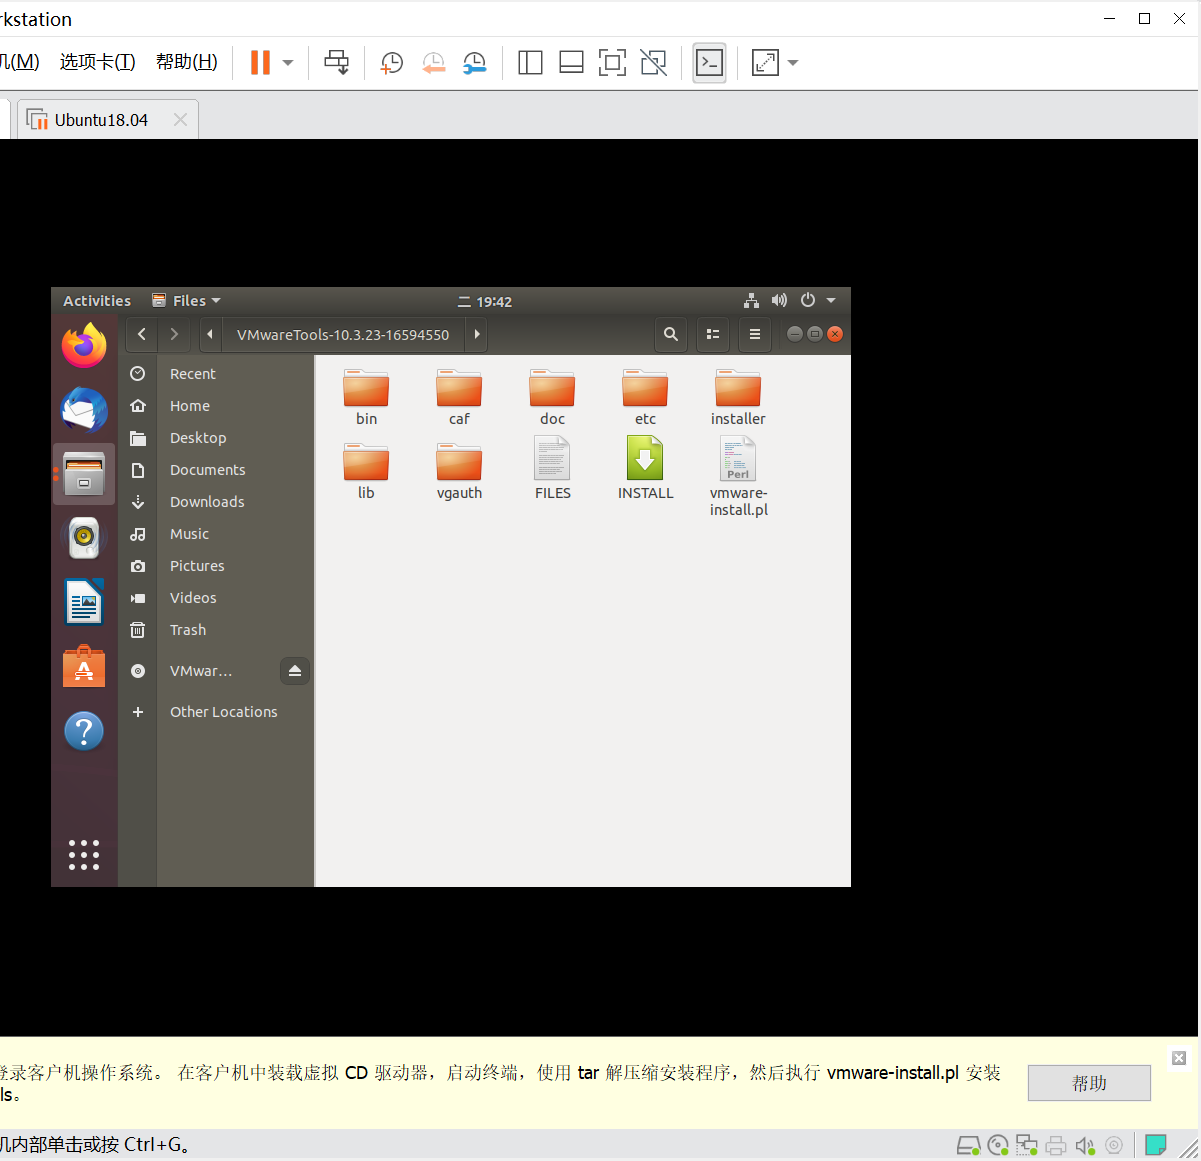 rkstation
机(M) 选项卡(T) 帮助(H)
Ubuntu18.04
Activities Files 二 19:42
VMwareTools-10.3.23-16594550
Recent
Home
Desktop
Documents
Downloads
Music
Pictures
Videos
Trash
VMwar...
Other Locations
bin caf doc etc installer
lib vgauth FILES INSTALL vmware-
install.pl
Perl
登录客户机操作系统。 在客户机中装载虚拟 CD 驱动器，启动终端，使用 tar 解压缩安装程序，然后执行 vmware-install.pl 安装
ls。
帮助
机内部单击或按 Ctrl+G。